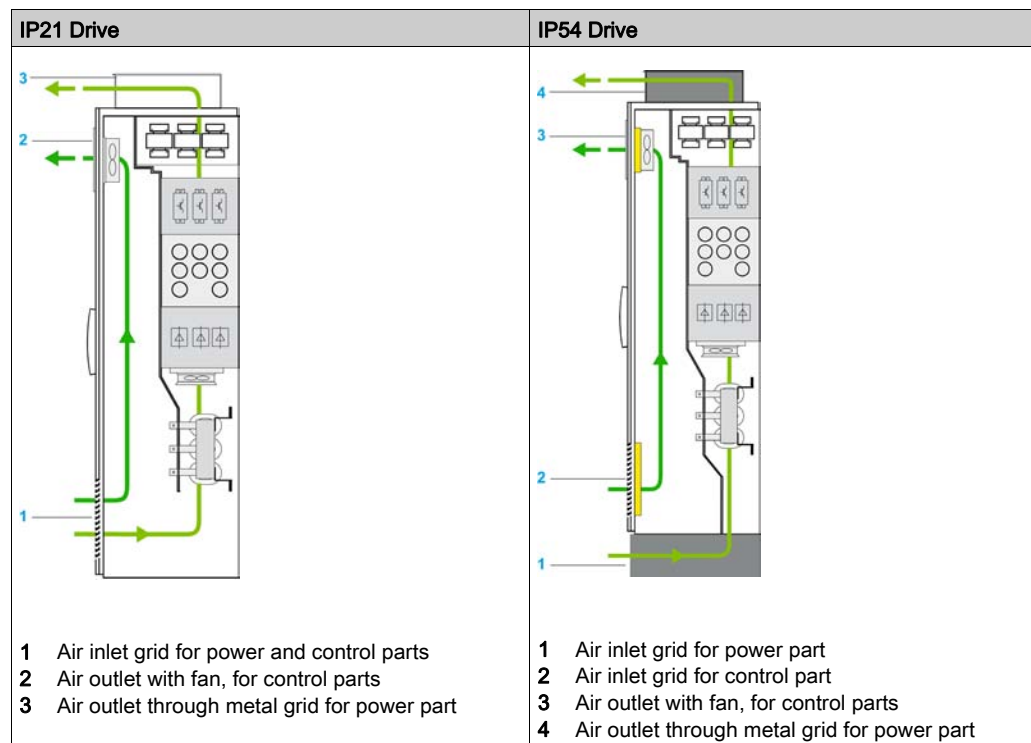 IP21 Drive
3
2
1
1 Air inlet grid for power and control parts
2 Air outlet with fan, for control parts
3 Air outlet through metal grid for power part
IP54 Drive
4
3
2
1
1 Air inlet grid for power part
2 Air inlet grid for control part
3 Air outlet with fan, for control parts
4 Air outlet through metal grid for power part